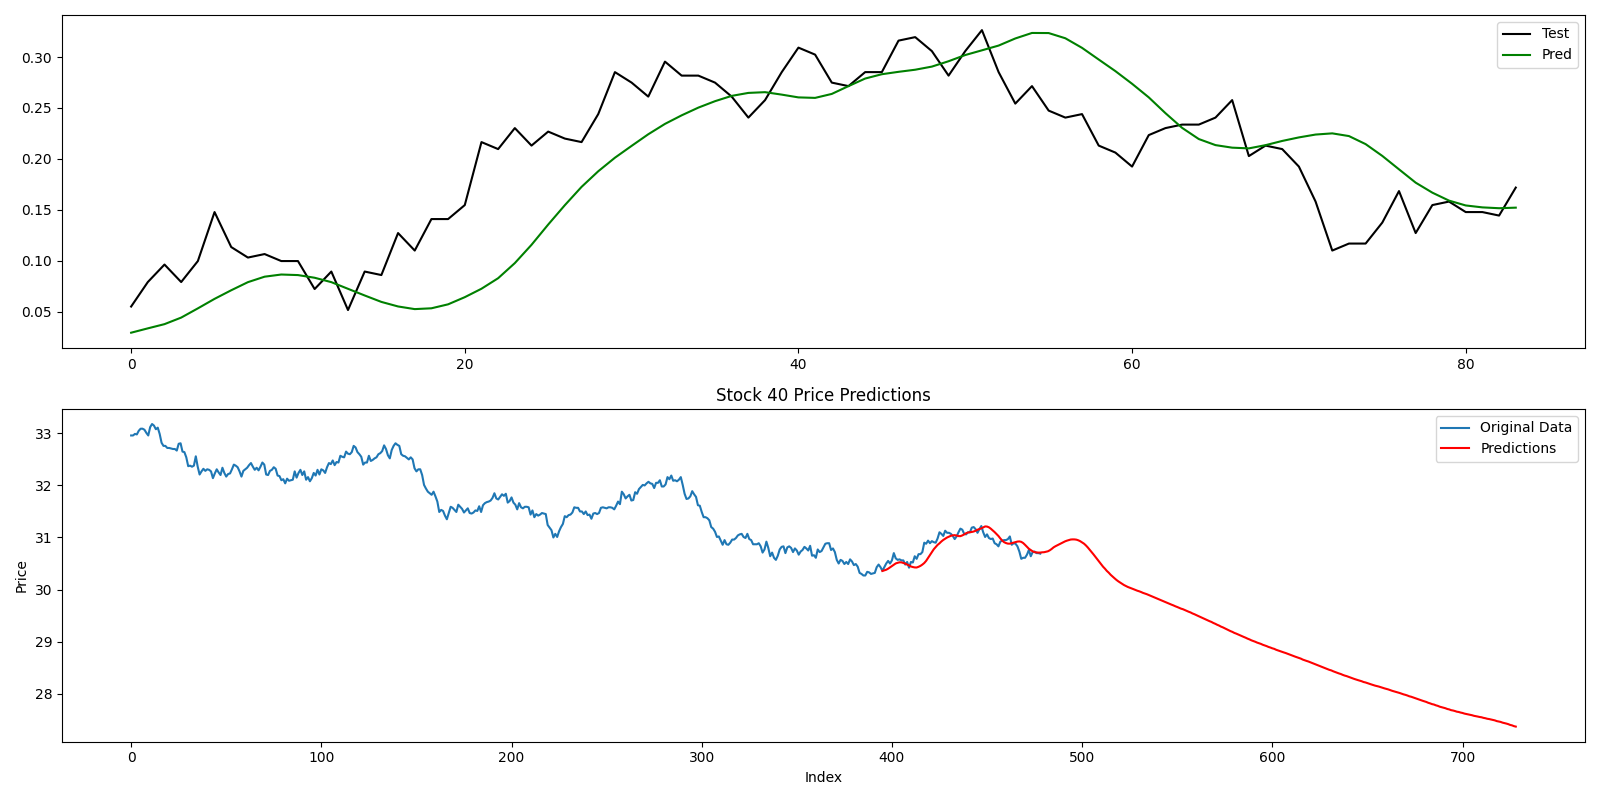 0.30
0.25
0.20
0.15
0.10
0.05
Test
Pred
0 20 40 60 80
Stock 40 Price Predictions
Price
33
32
31
30
29
28
Original Data
Predictions
0 100 200 300 400 500 600 700
Index